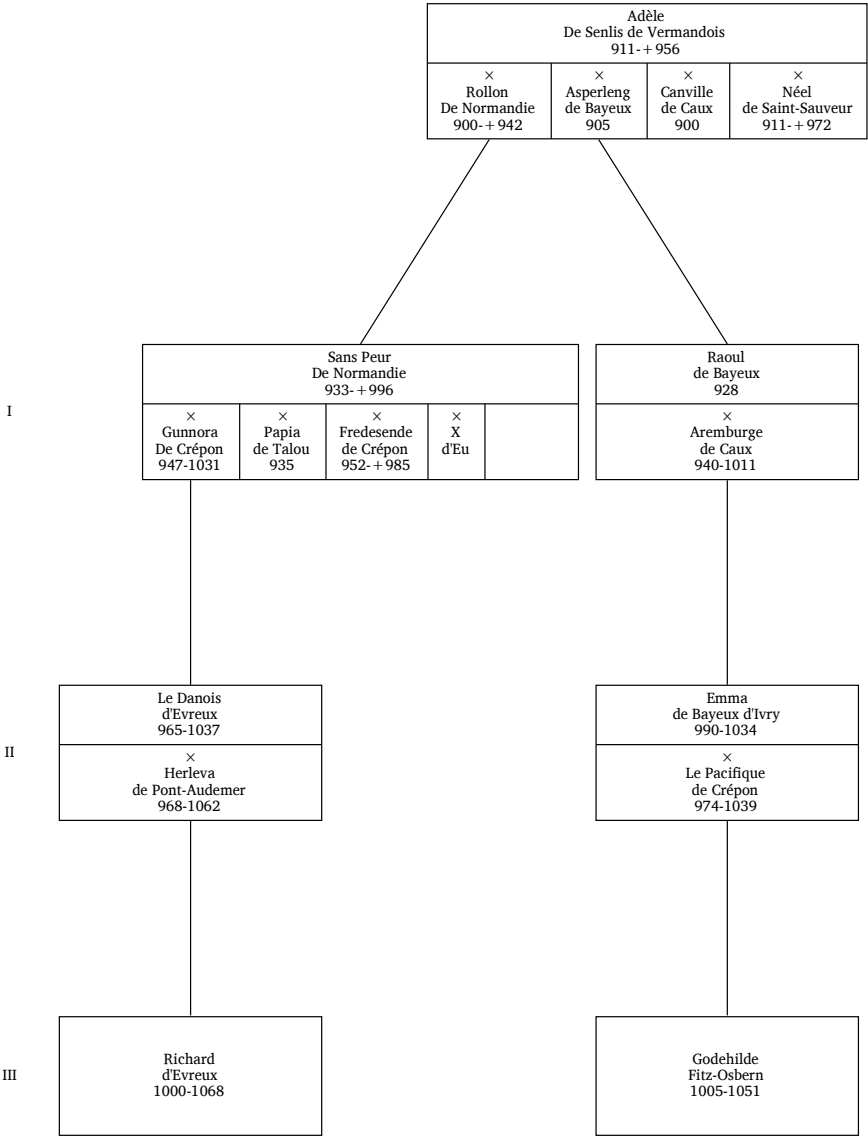 Adèle
De Senlis de Vermandois
911-+956
×
Rollon
De Normandie
900-+942
×
Asperleng
de Bayeux
905
×
Canville
de Caux
900
×
Néel
de Saint-Sauveur
911-+972
I
Sans Peur
De Normandie
933-+996
×
Gunnora
De Crépon
947-1031
×
Papia
de Talou
935
×
Fredesende
de Crépon
952-+985
×
X
d'Eu
Raoul
de Bayeux
928
×
Aremburge
de Caux
940-1011
II
Le Danois
d'Evreux
965-1037
×
Herleva
de Pont-Audemer
968-1062
Emma
de Bayeux d'Ivry
990-1034
×
Le Pacifique
de Crépon
974-1039
III
Richard
d'Evreux
1000-1068
Godehilde
Fitz-Osbern
1005-1051